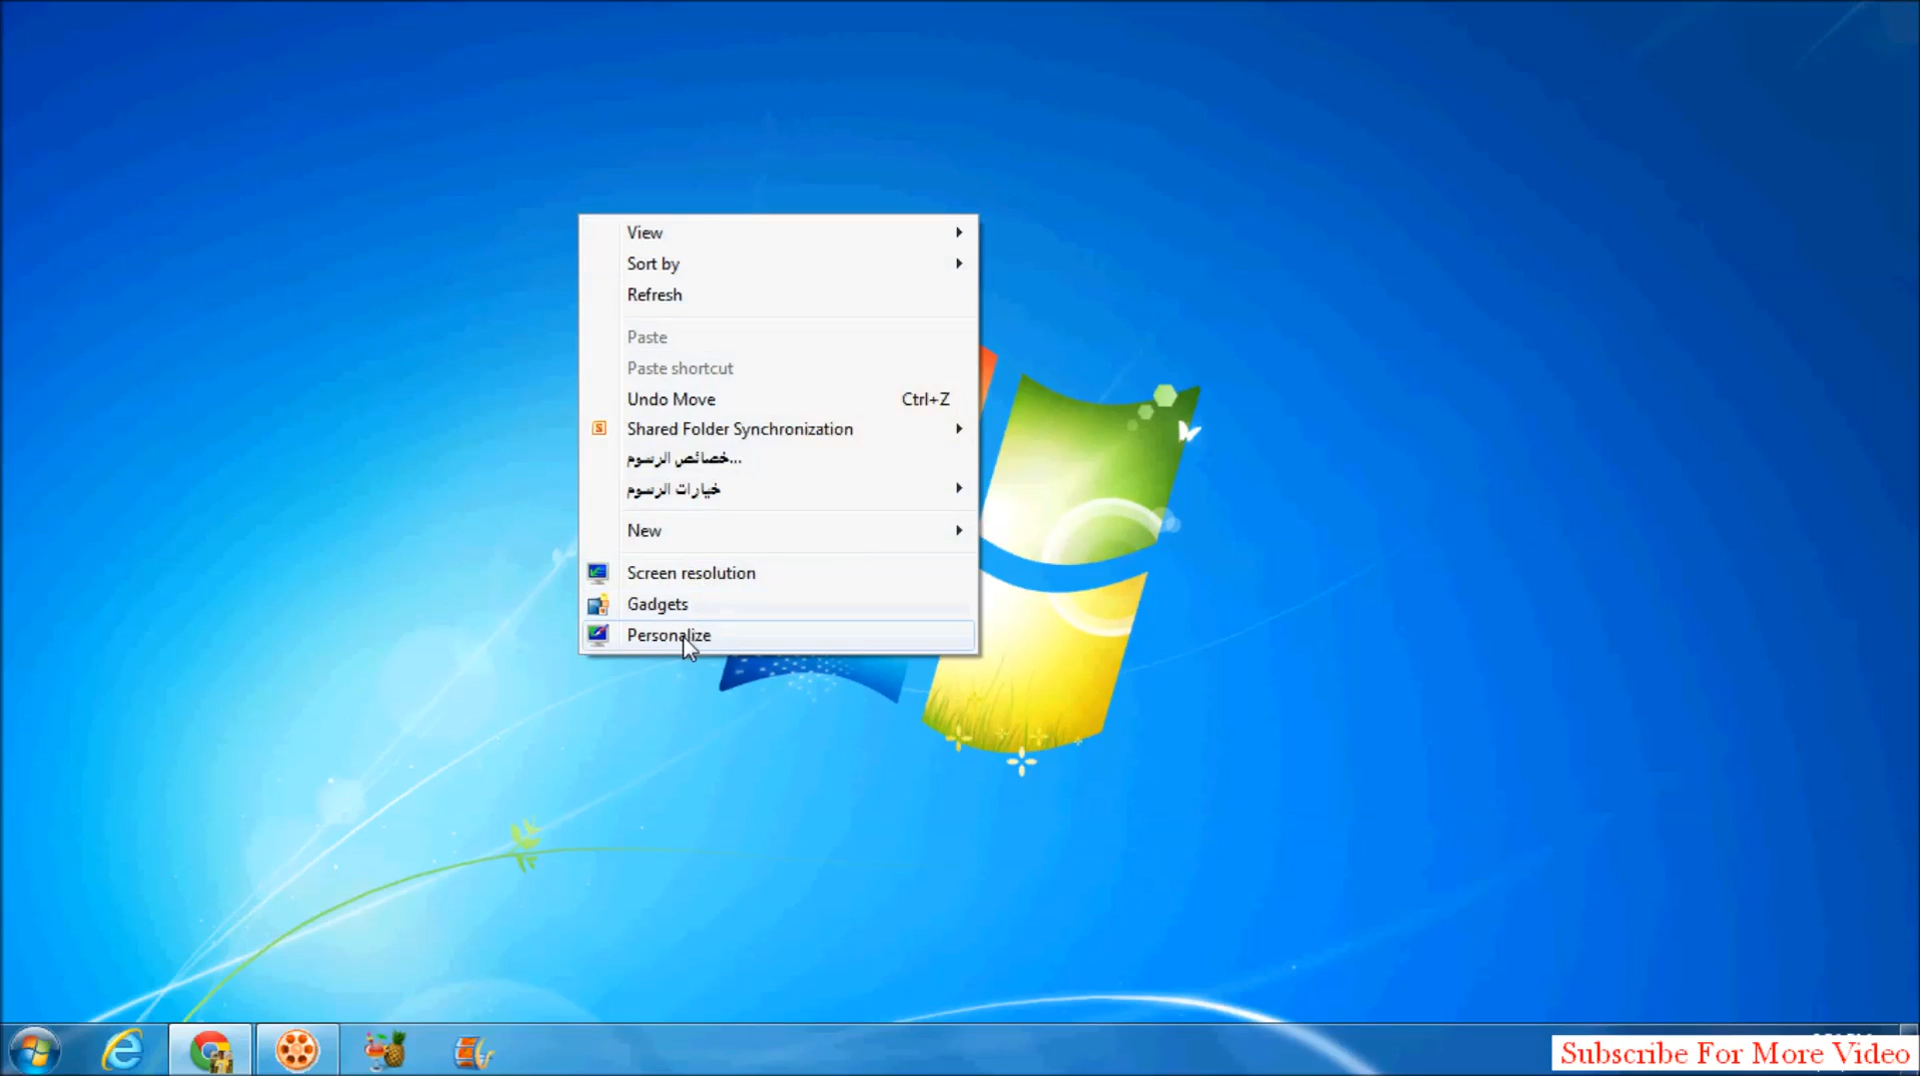 View
Sort by
Refresh
Paste
Paste shortcut
Undo Move Ctrl+Z
Shared Folder Synchronization
خصائص الرسوم...
خيارات الرسوم
New
Screen resolution
Gadgets
Personalize
Subscribe For More Video